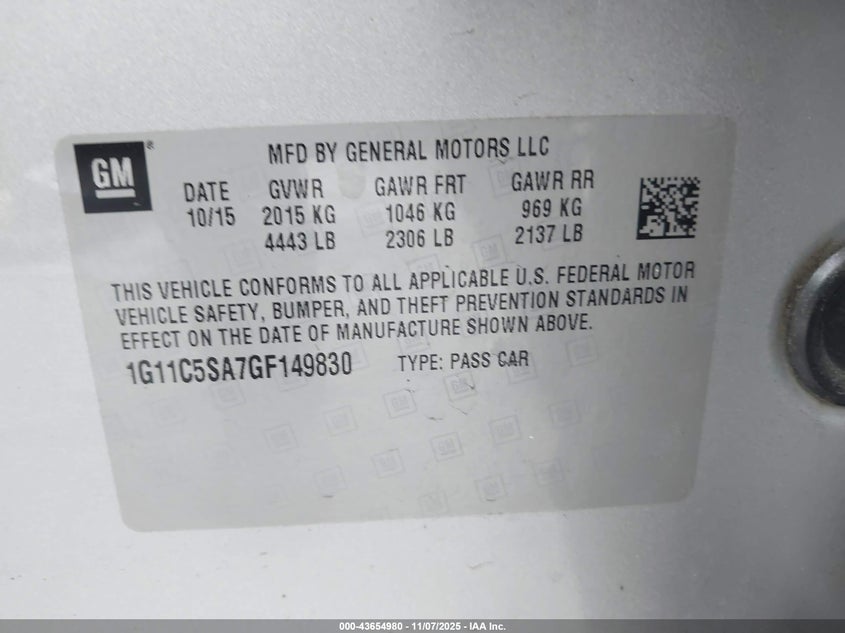 GM
MFD BY GENERAL MOTORS LLC
DATE GVWR GAWR FRT GAWR RR
10/15 2015 KG 1046 KG 969 KG
4443 LB 2306 LB 2137 LB
THIS VEHICLE CONFORMS TO ALL APPLICABLE U.S. FEDERAL MOTOR
VEHICLE SAFETY, BUMPER, AND THEFT PREVENTION STANDARDS IN
EFFECT ON THE DATE OF MANUFACTURE SHOWN ABOVE.
1G11C5SA7GF149830 TYPE: PASS CAR
000-43654980 - 11/07/2025 - IAA Inc.